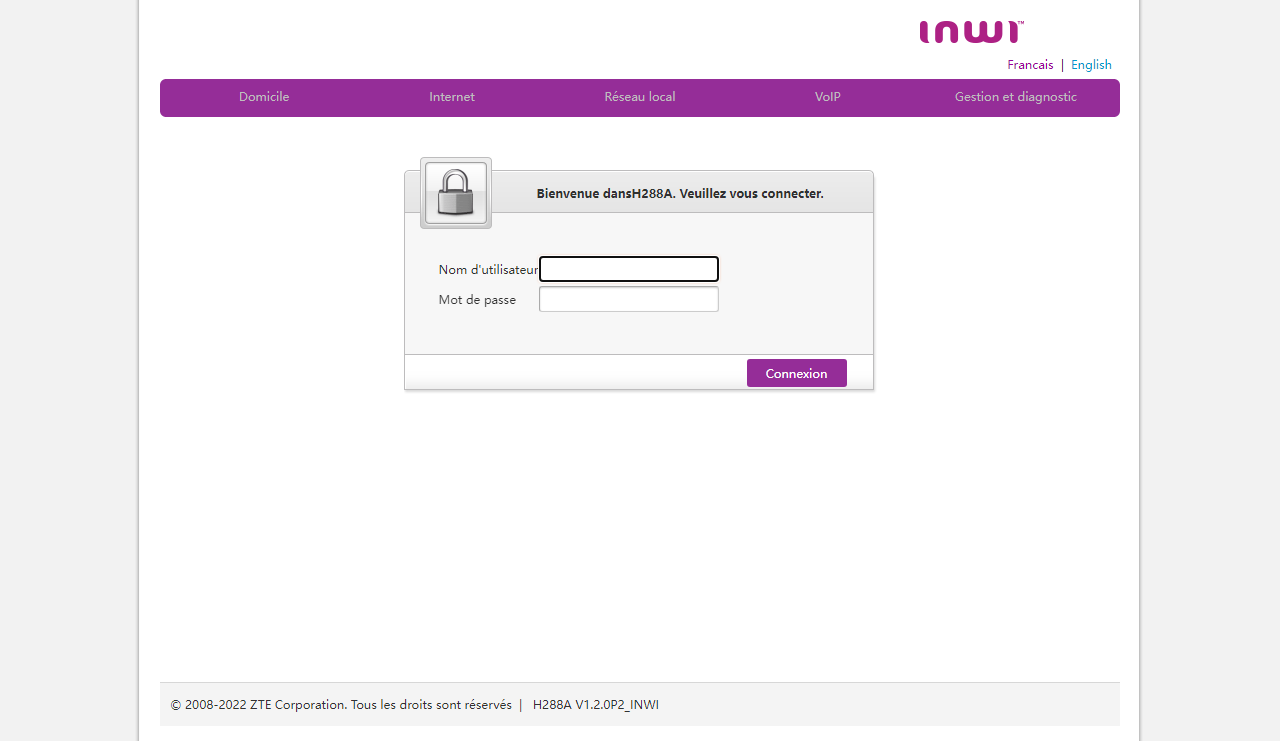 inwi™
Francais | English
Domicile Internet Réseau local VoIP Gestion et diagnostic
Bienvenue dansH288A. Veuillez vous connecter.
Nom d'utilisateur
Mot de passe
Connexion
© 2008-2022 ZTE Corporation. Tous les droits sont réservés | H288A V1.2.0P2_INWI